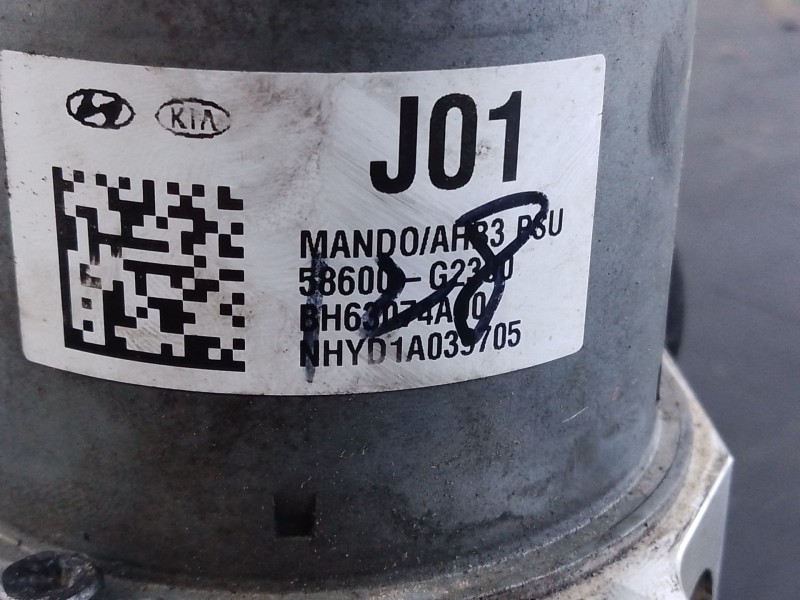 KIA
J01
MANDO/AHB3 PSU
58600-G2300
BH63074A00
NHYD1A039705